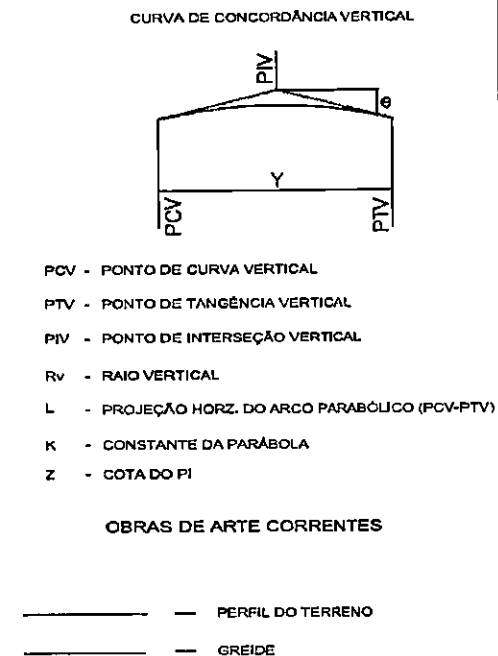 CURVA DE CONCORDÂNCIA VERTICAL
PIV
e
Y
PCV
PTV
PCV - PONTO DE CURVA VERTICAL
PTV - PONTO DE TANGÊNCIA VERTICAL
PIV - PONTO DE INTERSEÇÃO VERTICAL
Rv - RAIO VERTICAL
L - PROJEÇÃO HORZ. DO ARCO PARABÓLICO (PCV-PTV)
K - CONSTANTE DA PARÁBOLA
Z - COTA DO PI
OBRAS DE ARTE CORRENTES
— PERFIL DO TERRENO
— GREIDE